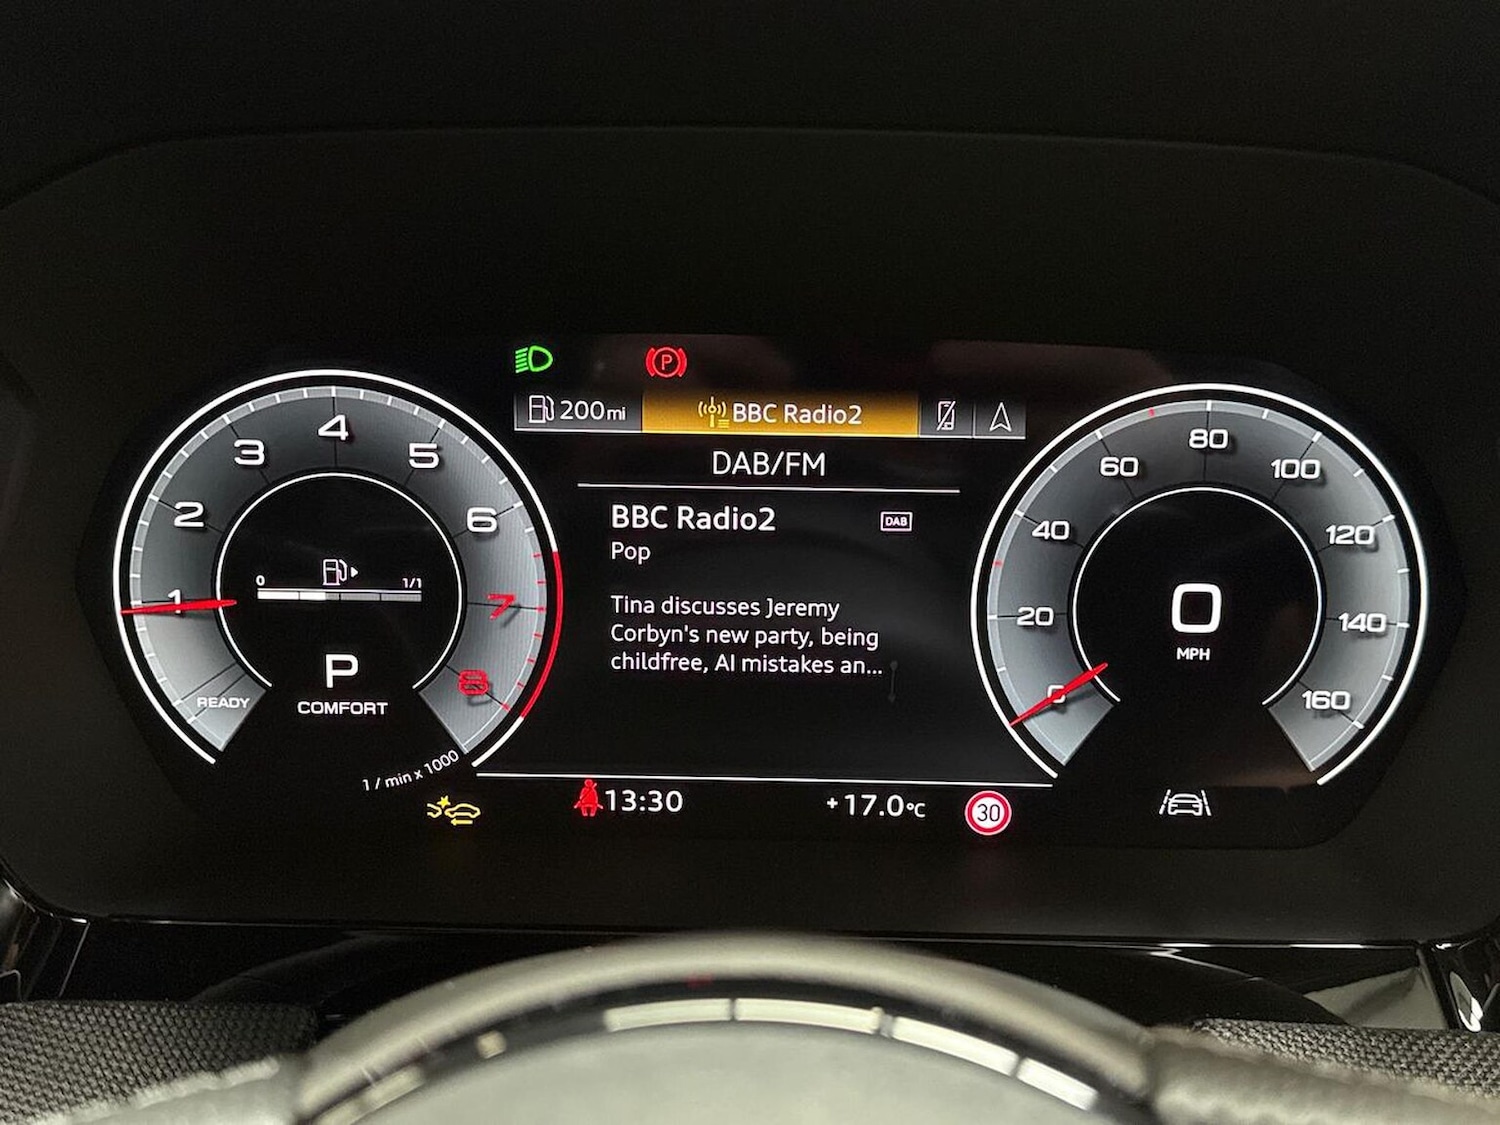 P
200mi
BBC Radio2
DAB/FM
BBC Radio2
DAB
Pop
Tina discusses Jeremy
Corbyn's new party, being
childfree, AI mistakes an...
READY
1
2
3
4
5
6
7
8
0
1/1
P
COMFORT
1 / min x 1000
0
20
40
60
80
100
120
140
160
0
MPH
13:30
+17.0°C
30